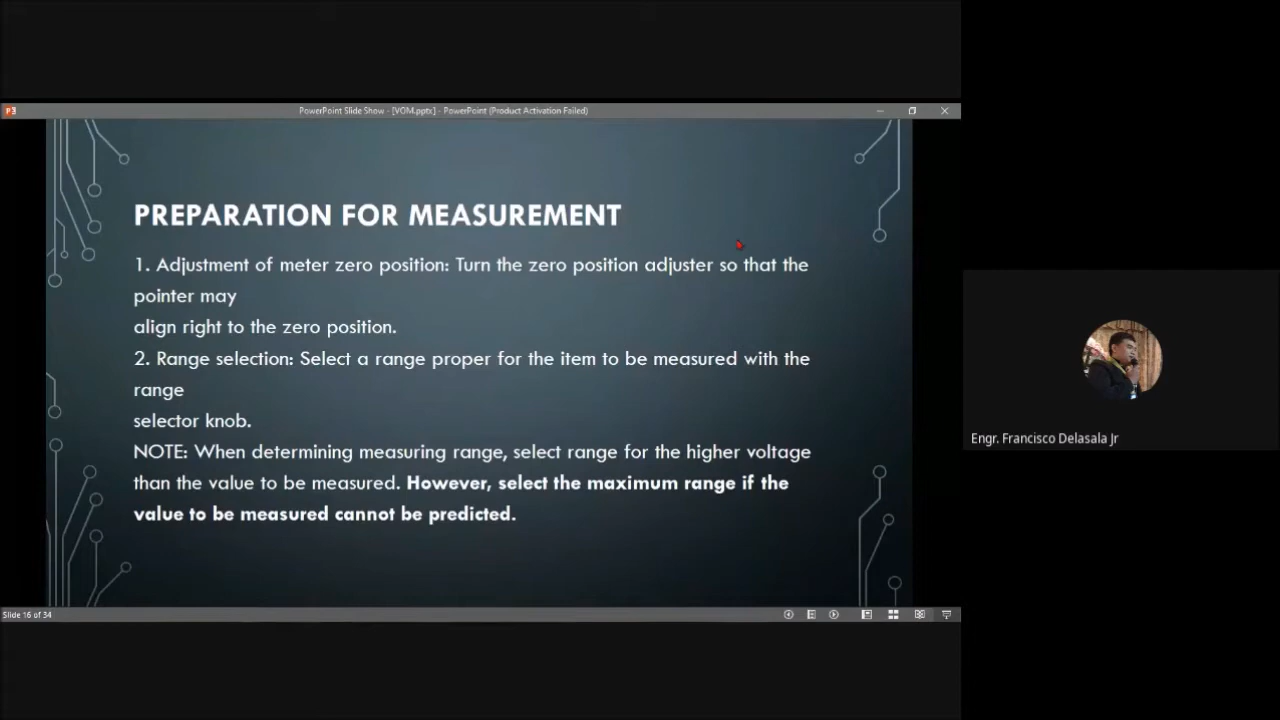 PowerPoint Slide Show - [VOM.pptx] - PowerPoint (Product Activation Failed)
PREPARATION FOR MEASUREMENT
1. Adjustment of meter zero position: Turn the zero position adjuster so that the
pointer may
align right to the zero position.
2. Range selection: Select a range proper for the item to be measured with the
range
selector knob.
NOTE: When determining measuring range, select range for the higher voltage
than the value to be measured. However, select the maximum range if the
value to be measured cannot be predicted.
Engr. Francisco Delasala Jr
Slide 16 of 34